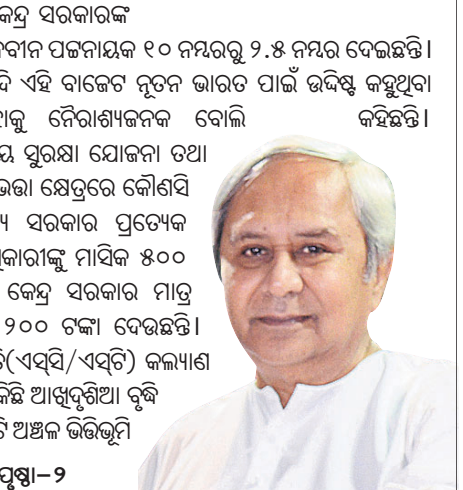 କେନ୍ଦ୍ର ସରକାରଙ୍କ
ନବୀନ ପଟ୍ଟନାୟକ ୧୦ ନମ୍ବରରୁ ୨.୫ ନମ୍ବର ଦେଇଛନ୍ତି।
ଏହି ବାଜେଟ ନୂତନ ଭାରତ ପାଇଁ ଉଦ୍ଦିଷ୍ଟ କହୁଥିବା
ନୈରାଶ୍ୟଜନକ ବୋଲି କହିଛନ୍ତି।
ସୁରକ୍ଷା ଯୋଜନା ତଥା
କ୍ଷେତ୍ରରେ କୌଣସି
ସରକାର ପ୍ରତ୍ୟେକ
ମାସିକ ୫୦୦
କେନ୍ଦ୍ର ସରକାର ମାତ୍ର
୨୦୦ ଟଙ୍କା ଦେଉଛନ୍ତି।
(ଏସ୍‌ସି/ଏସ୍‌ଟି) କଲ୍ୟାଣ
କିଛି ଆଖିଦୃଶିଆ ବୃଦ୍ଧି
ଅଞ୍ଚଳ ଭିତ୍ତିଭୂମି
ପୃଷ୍ଠା–୨